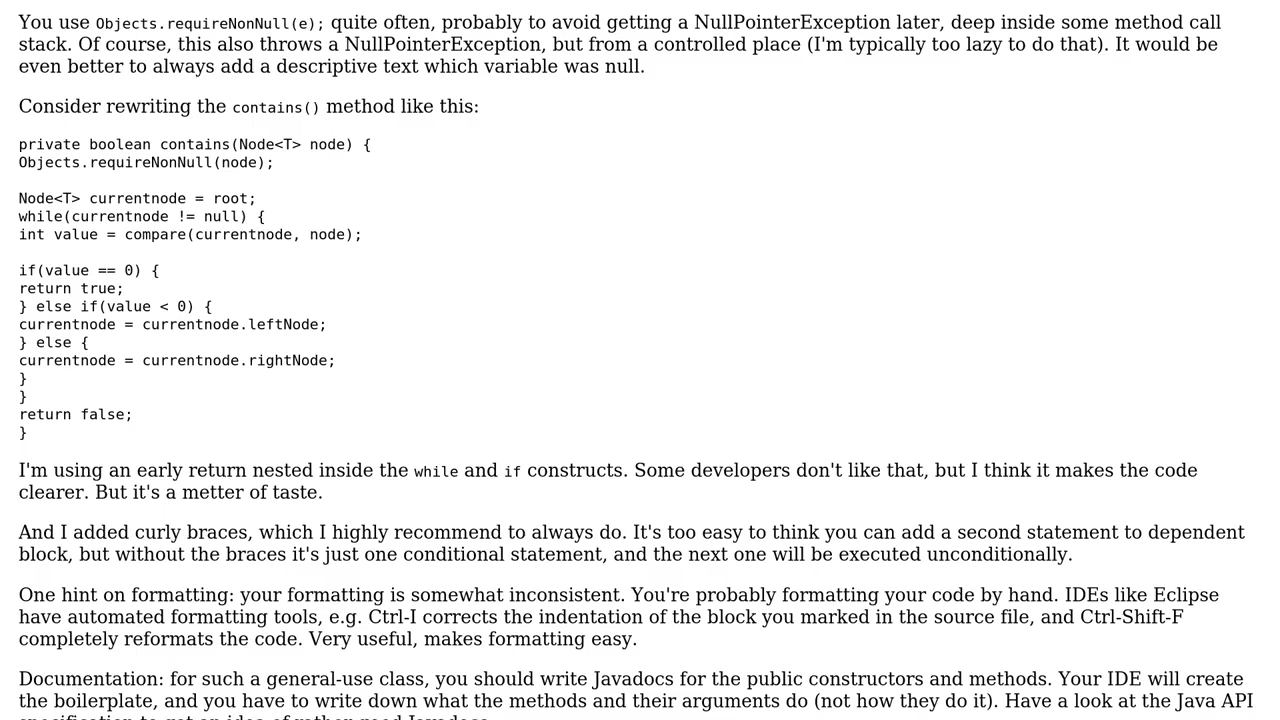 You use Objects.requireNonNull(e); quite often, probably to avoid getting a NullPointerException later, deep inside some method call
stack. Of course, this also throws a NullPointerException, but from a controlled place (I'm typically too lazy to do that). It would be
even better to always add a descriptive text which variable was null.
Consider rewriting the contains() method like this:
private boolean contains(Node<T> node) {
Objects.requireNonNull(node);
Node<T> currentnode = root;
while(currentnode != null) {
int value = compare(currentnode, node);
if(value == 0) {
return true;
} else if(value < 0) {
currentnode = currentnode.leftNode;
} else {
currentnode = currentnode.rightNode;
}
}
return false;
}
I'm using an early return nested inside the while and if constructs. Some developers don't like that, but I think it makes the code
clearer. But it's a metter of taste.
And I added curly braces, which I highly recommend to always do. It's too easy to think you can add a second statement to dependent
block, but without the braces it's just one conditional statement, and the next one will be executed unconditionally.
One hint on formatting: your formatting is somewhat inconsistent. You're probably formatting your code by hand. IDEs like Eclipse
have automated formatting tools, e.g. Ctrl-I corrects the indentation of the block you marked in the source file, and Ctrl-Shift-F
completely reformats the code. Very useful, makes formatting easy.
Documentation: for such a general-use class, you should write Javadocs for the public constructors and methods. Your IDE will create
the boilerplate, and you have to write down what the methods and their arguments do (not how they do it). Have a look at the Java API